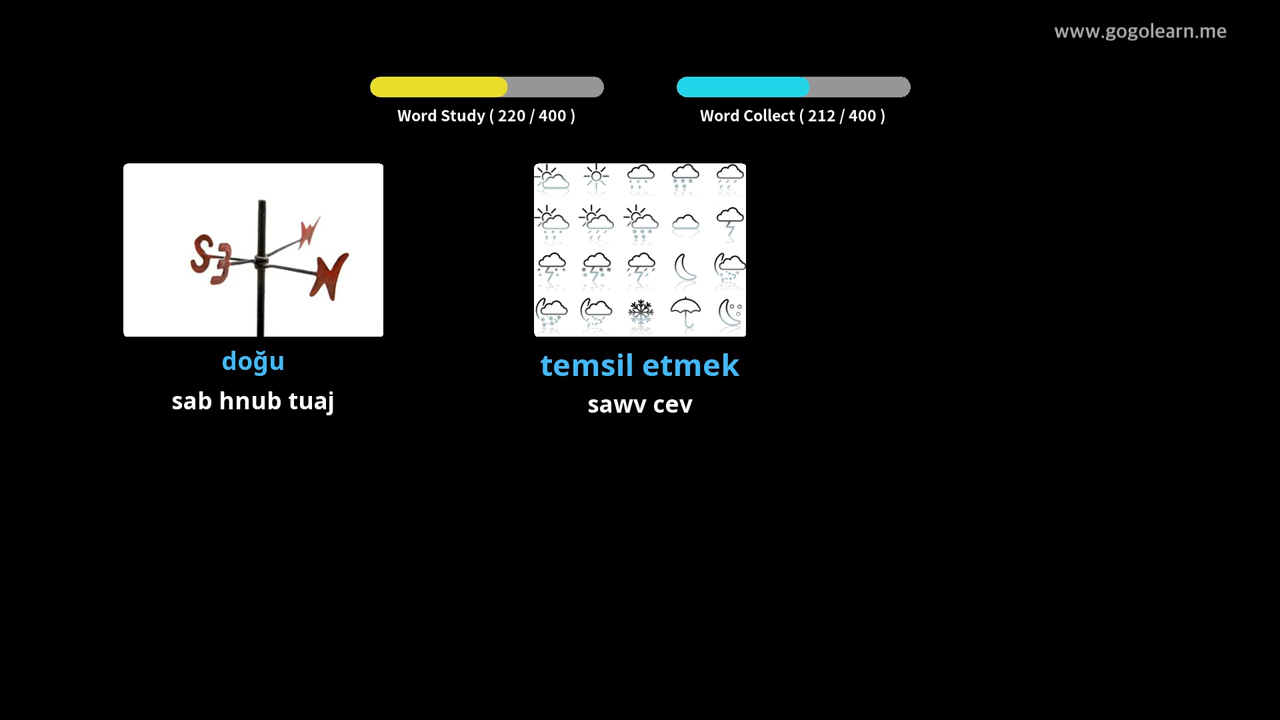 www.gogolearn.me
Word Study ( 220 / 400 )
Word Collect ( 212 / 400 )
S E N
doğu
sab hnub tuaj
temsil etmek
sawv cev